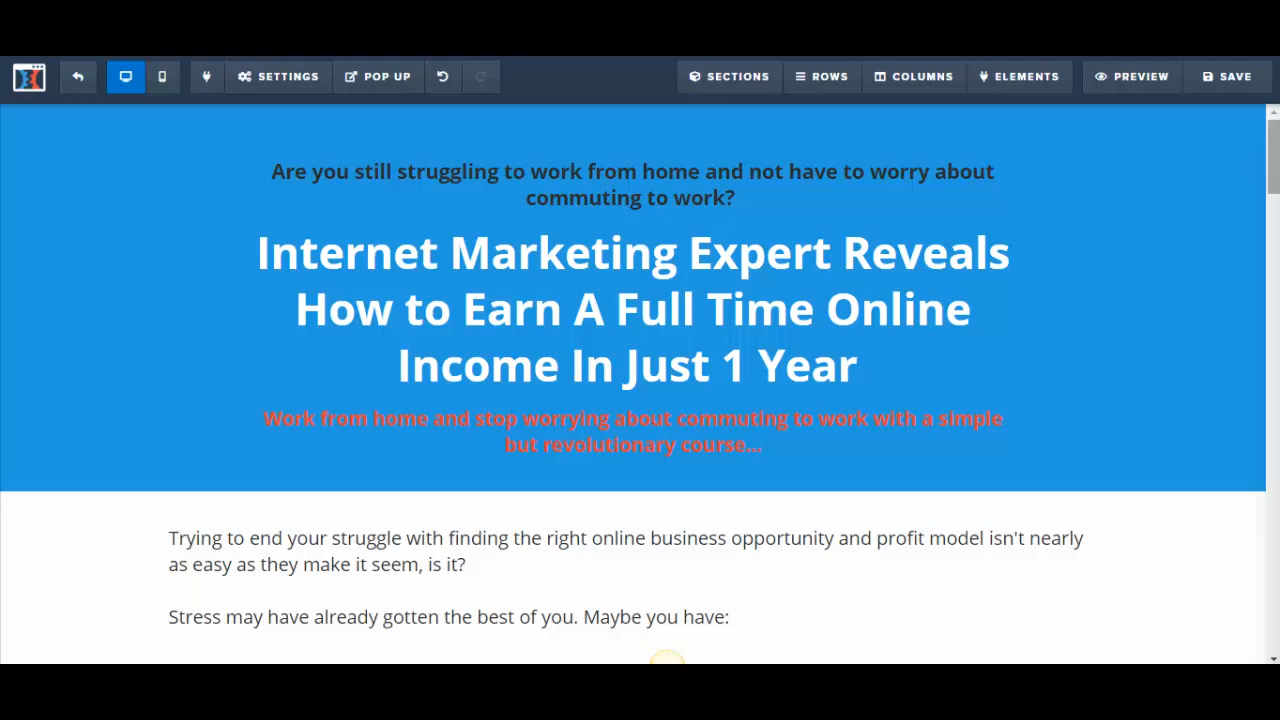 SETTINGS POP UP SECTIONS ROWS COLUMNS ELEMENTS PREVIEW SAVE
Are you still struggling to work from home and not have to worry about
commuting to work?
Internet Marketing Expert Reveals
How to Earn A Full Time Online
Income In Just 1 Year
Work from home and stop worrying about commuting to work with a simple
but revolutionary course...
Trying to end your struggle with finding the right online business opportunity and profit model isn't nearly
as easy as they make it seem, is it?
Stress may have already gotten the best of you. Maybe you have: